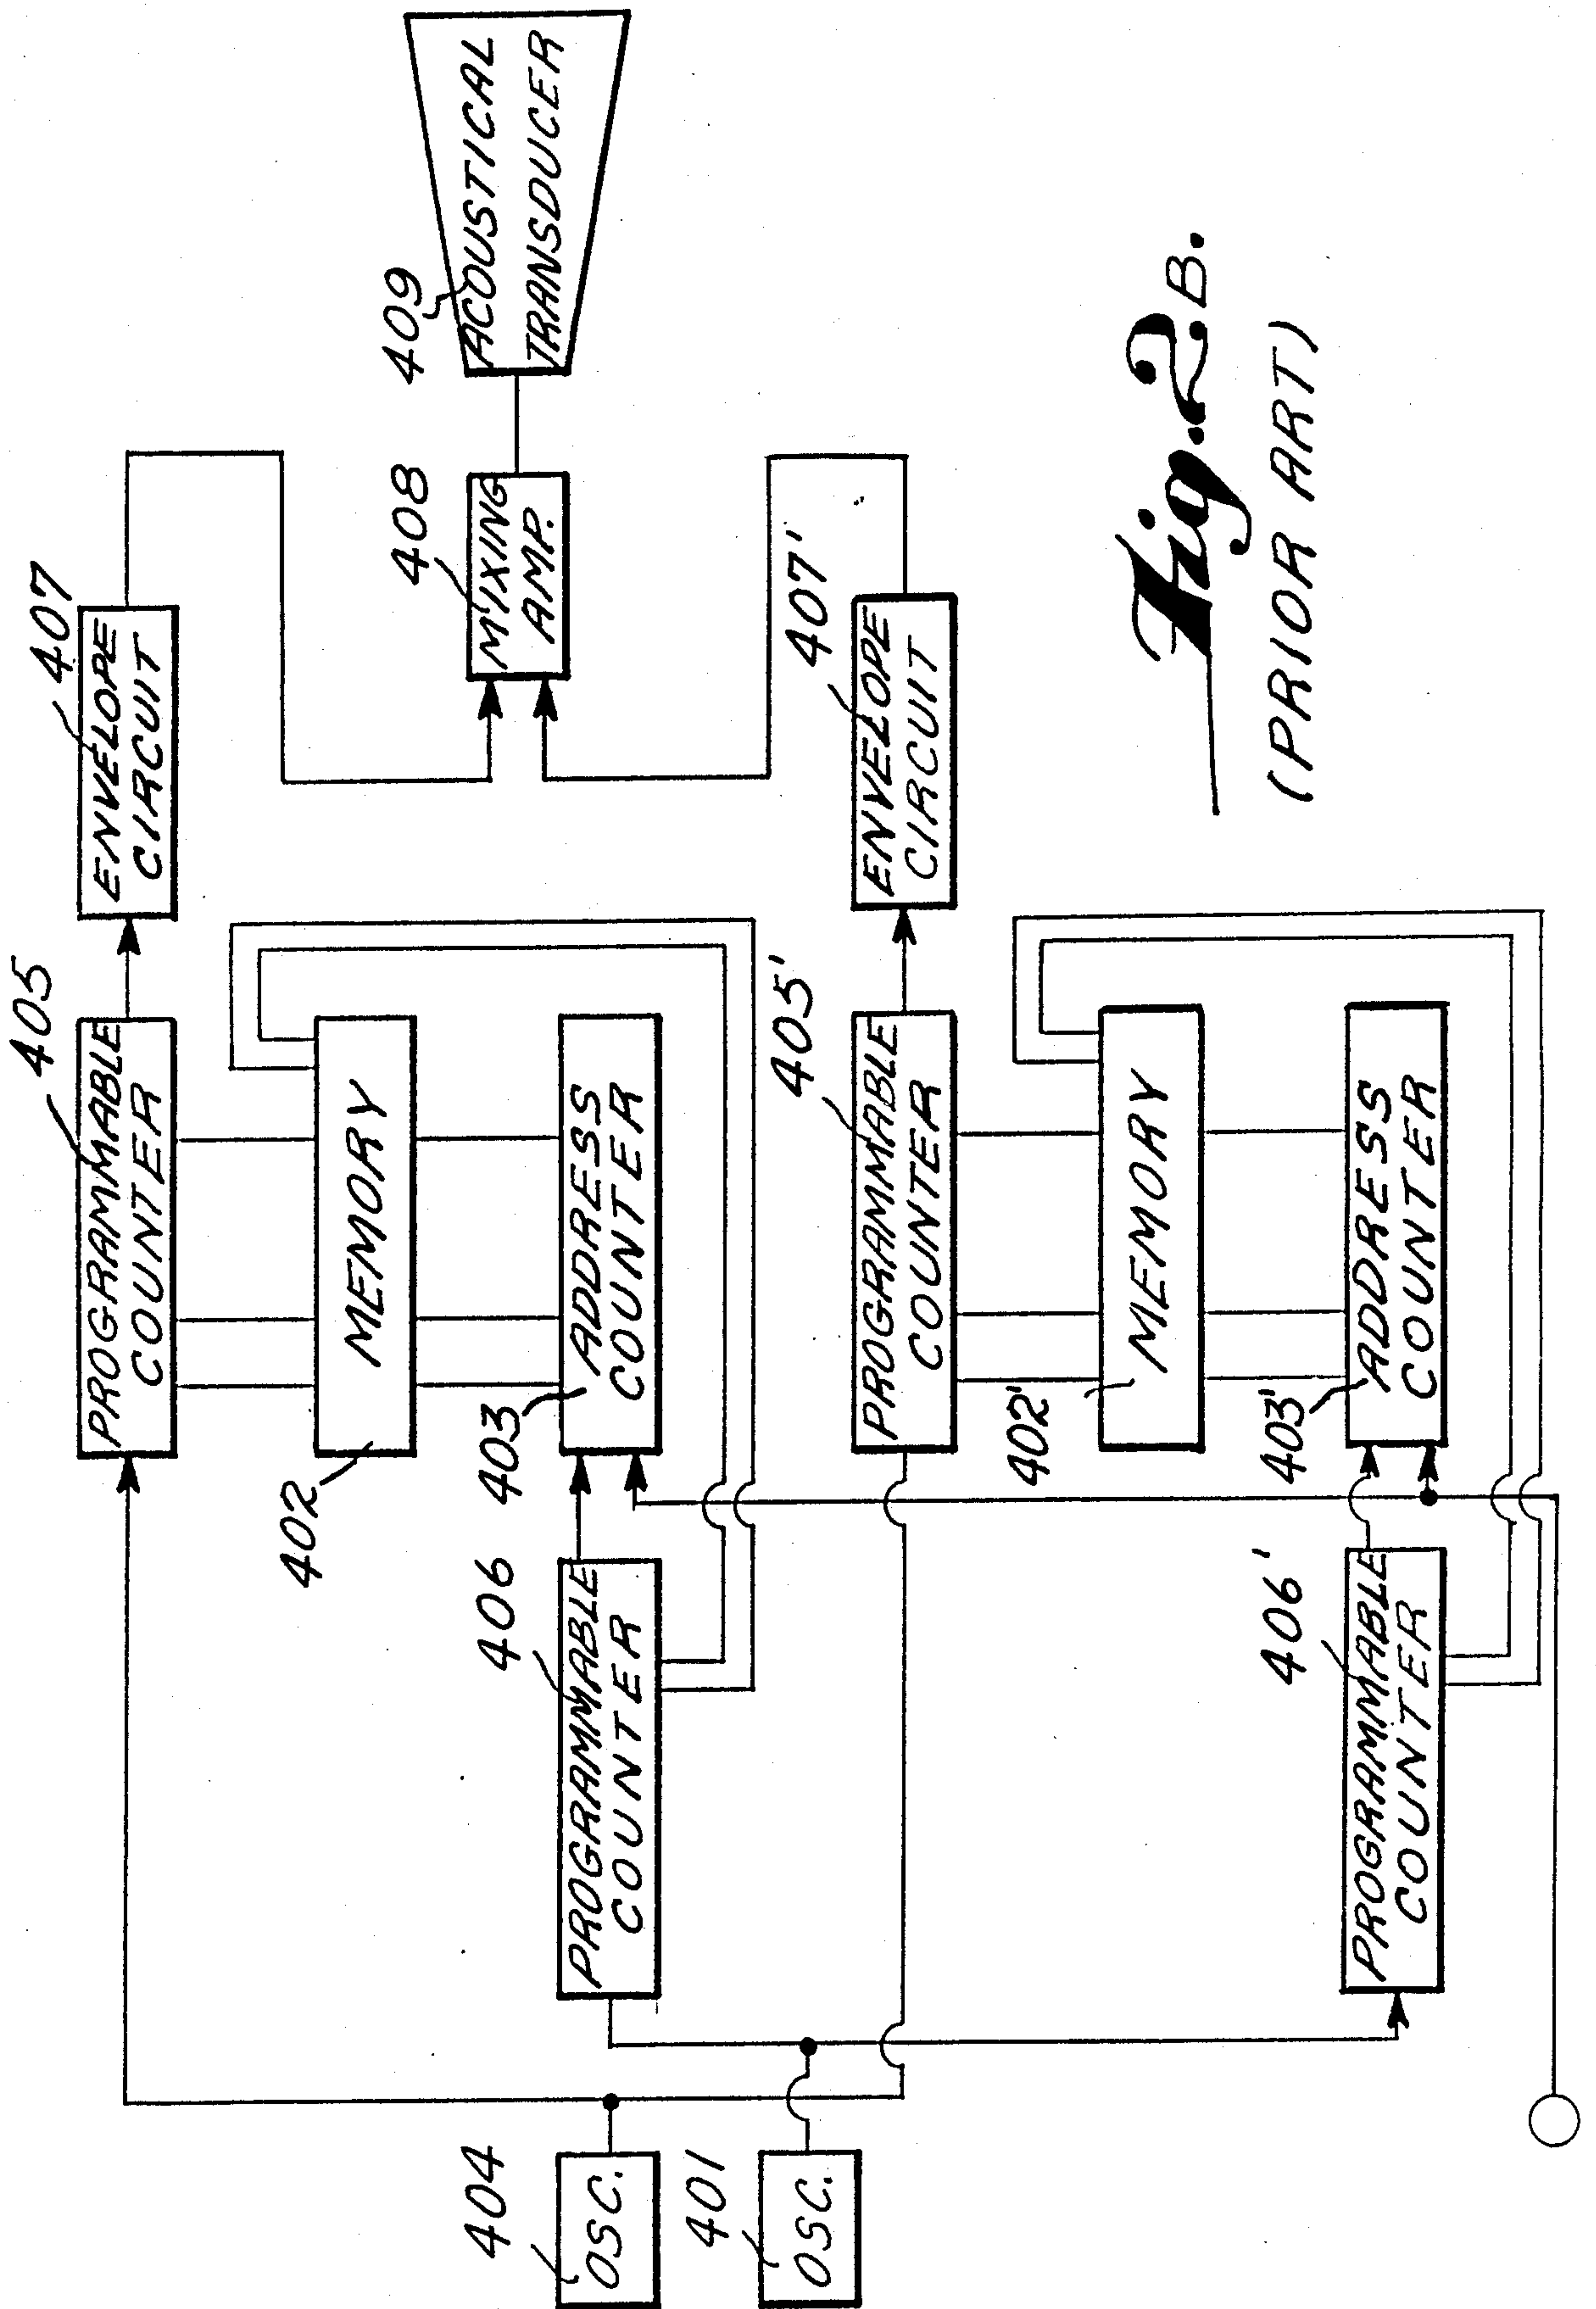 405
PROGRAMMABLE
COUNTER
407
ENVELOPE
CIRCUIT
402
MEMORY
404
OSC.
406
PROGRAMMABLE
COUNTER
403
ADDRESS
COUNTER
408
MIXING
AMP.
409
ACOUSTICAL
TRANSDUCER
401
OSC.
405'
PROGRAMMABLE
COUNTER
407'
ENVELOPE
CIRCUIT
402'
MEMORY
406'
PROGRAMMABLE
COUNTER
403'
ADDRESS
COUNTER
Fig. 2B.
(PRIOR ART)